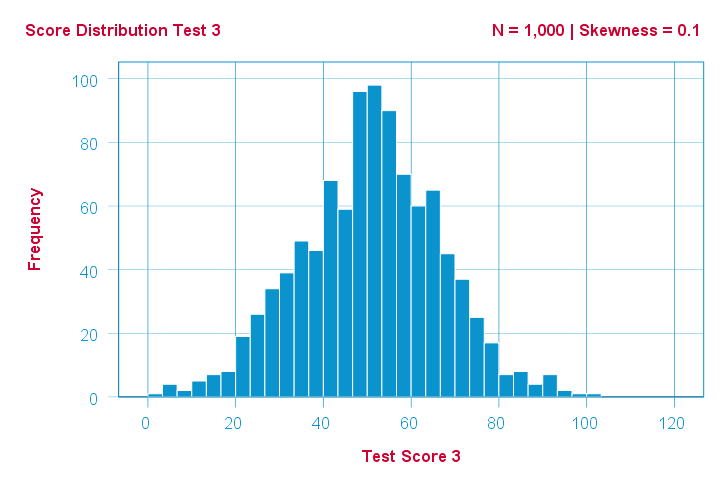 Score Distribution Test 3
N = 1,000 | Skewness = 0.1
100
80
60
40
20
0
Frequency
0 20 40 60 80 100 120
Test Score 3